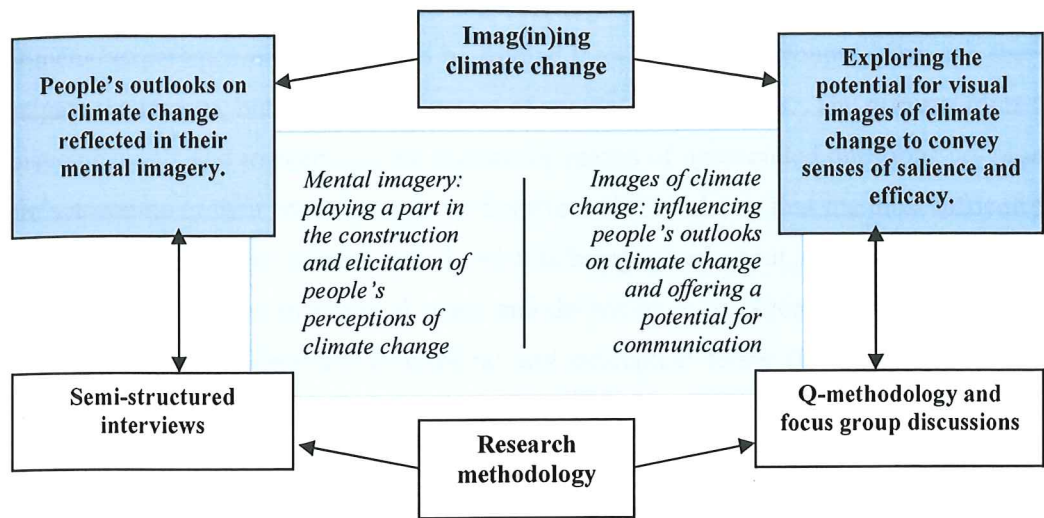 Imag(in)ing
climate change
People's outlooks on
climate change
reflected in their
mental imagery.
Exploring the
potential for visual
images of climate
change to convey
senses of salience and
efficacy.
Mental imagery:
playing a part in
the construction
and elicitation of
people's
perceptions of
climate change
Images of climate
change: influencing
people's outlooks
on climate change
and offering a
potential for
communication
Semi-structured
interviews
Research
methodology
Q-methodology and
focus group discussions